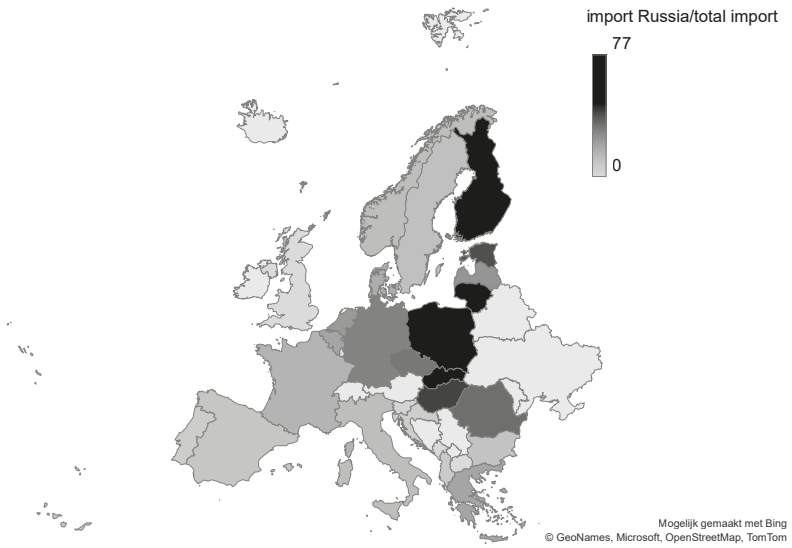 import Russia/total import
77
0
Mogelijk gemaakt met Bing
© GeoNames, Microsoft, OpenStreetMap, TomTom